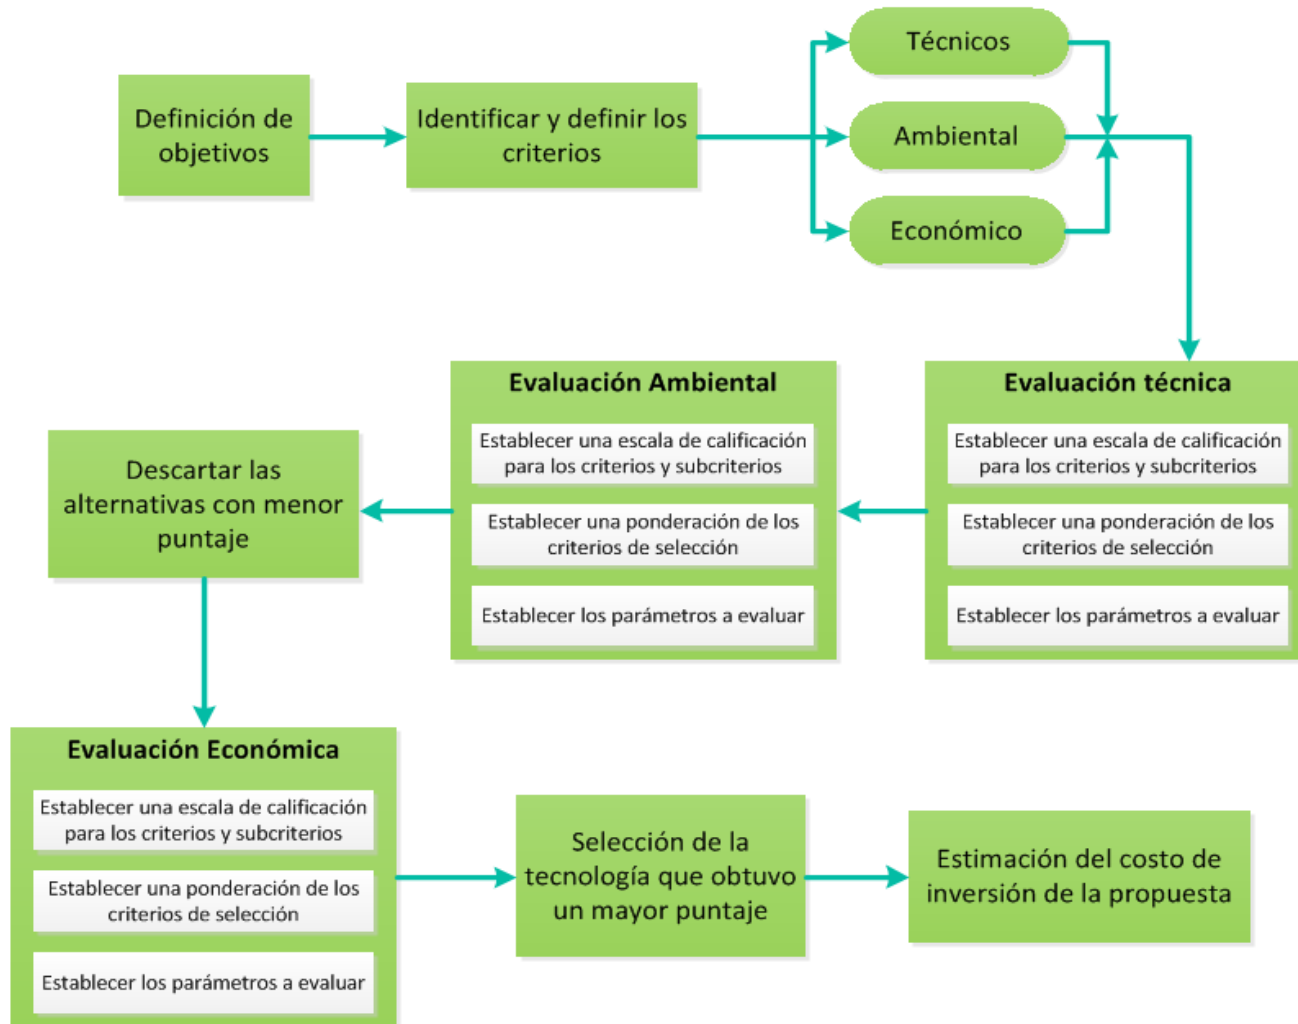 Definición de
objetivos
Identificar y definir los
criterios
Técnicos
Ambiental
Económico
Evaluación técnica
Establecer una escala de calificación
para los criterios y subcriterios
Establecer una ponderación de los
criterios de selección
Establecer los parámetros a evaluar
Evaluación Ambiental
Establecer una escala de calificación
para los criterios y subcriterios
Establecer una ponderación de los
criterios de selección
Establecer los parámetros a evaluar
Descartar las
alternativas con menor
puntaje
Evaluación Económica
Establecer una escala de calificación
para los criterios y subcriterios
Establecer una ponderación de los
criterios de selección
Establecer los parámetros a evaluar
Selección de la
tecnología que obtuvo
un mayor puntaje
Estimación del costo de
inversión de la propuesta